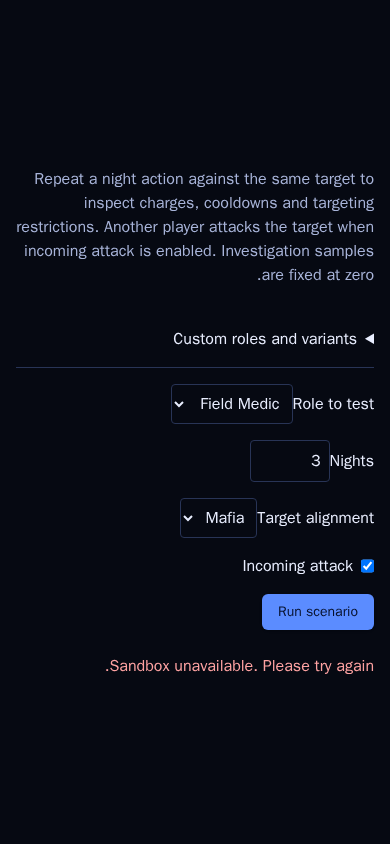 Repeat a night action against the same target to
inspect charges, cooldowns and targeting
restrictions. Another player attacks the target when
incoming attack is enabled. Investigation samples
are fixed at zero.
Custom roles and variants
Role to test Field Medic
Nights 3
Target alignment Mafia
Incoming attack
Run scenario
Sandbox unavailable. Please try again.